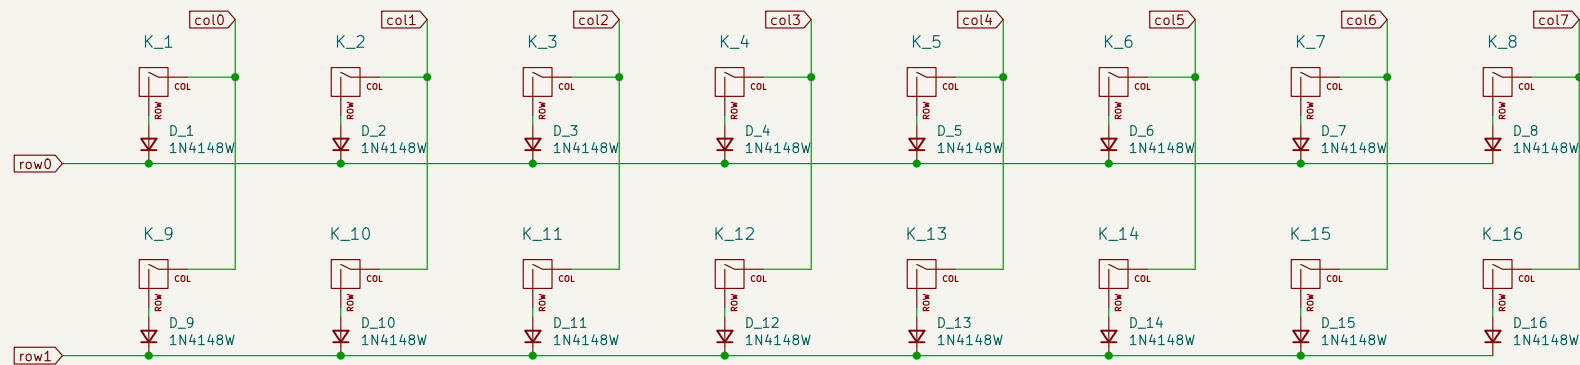 col0 col1 col2 col3 col4 col5 col6 col7
K_1 K_2 K_3 K_4 K_5 K_6 K_7 K_8
COL COL COL COL COL COL COL COL
ROW ROW ROW ROW ROW ROW ROW ROW
D_1 D_2 D_3 D_4 D_5 D_6 D_7 D_8
1N4148W 1N4148W 1N4148W 1N4148W 1N4148W 1N4148W 1N4148W 1N4148W
row0
K_9 K_10 K_11 K_12 K_13 K_14 K_15 K_16
COL COL COL COL COL COL COL COL
ROW ROW ROW ROW ROW ROW ROW ROW
D_9 D_10 D_11 D_12 D_13 D_14 D_15 D_16
1N4148W 1N4148W 1N4148W 1N4148W 1N4148W 1N4148W 1N4148W 1N4148W
row1